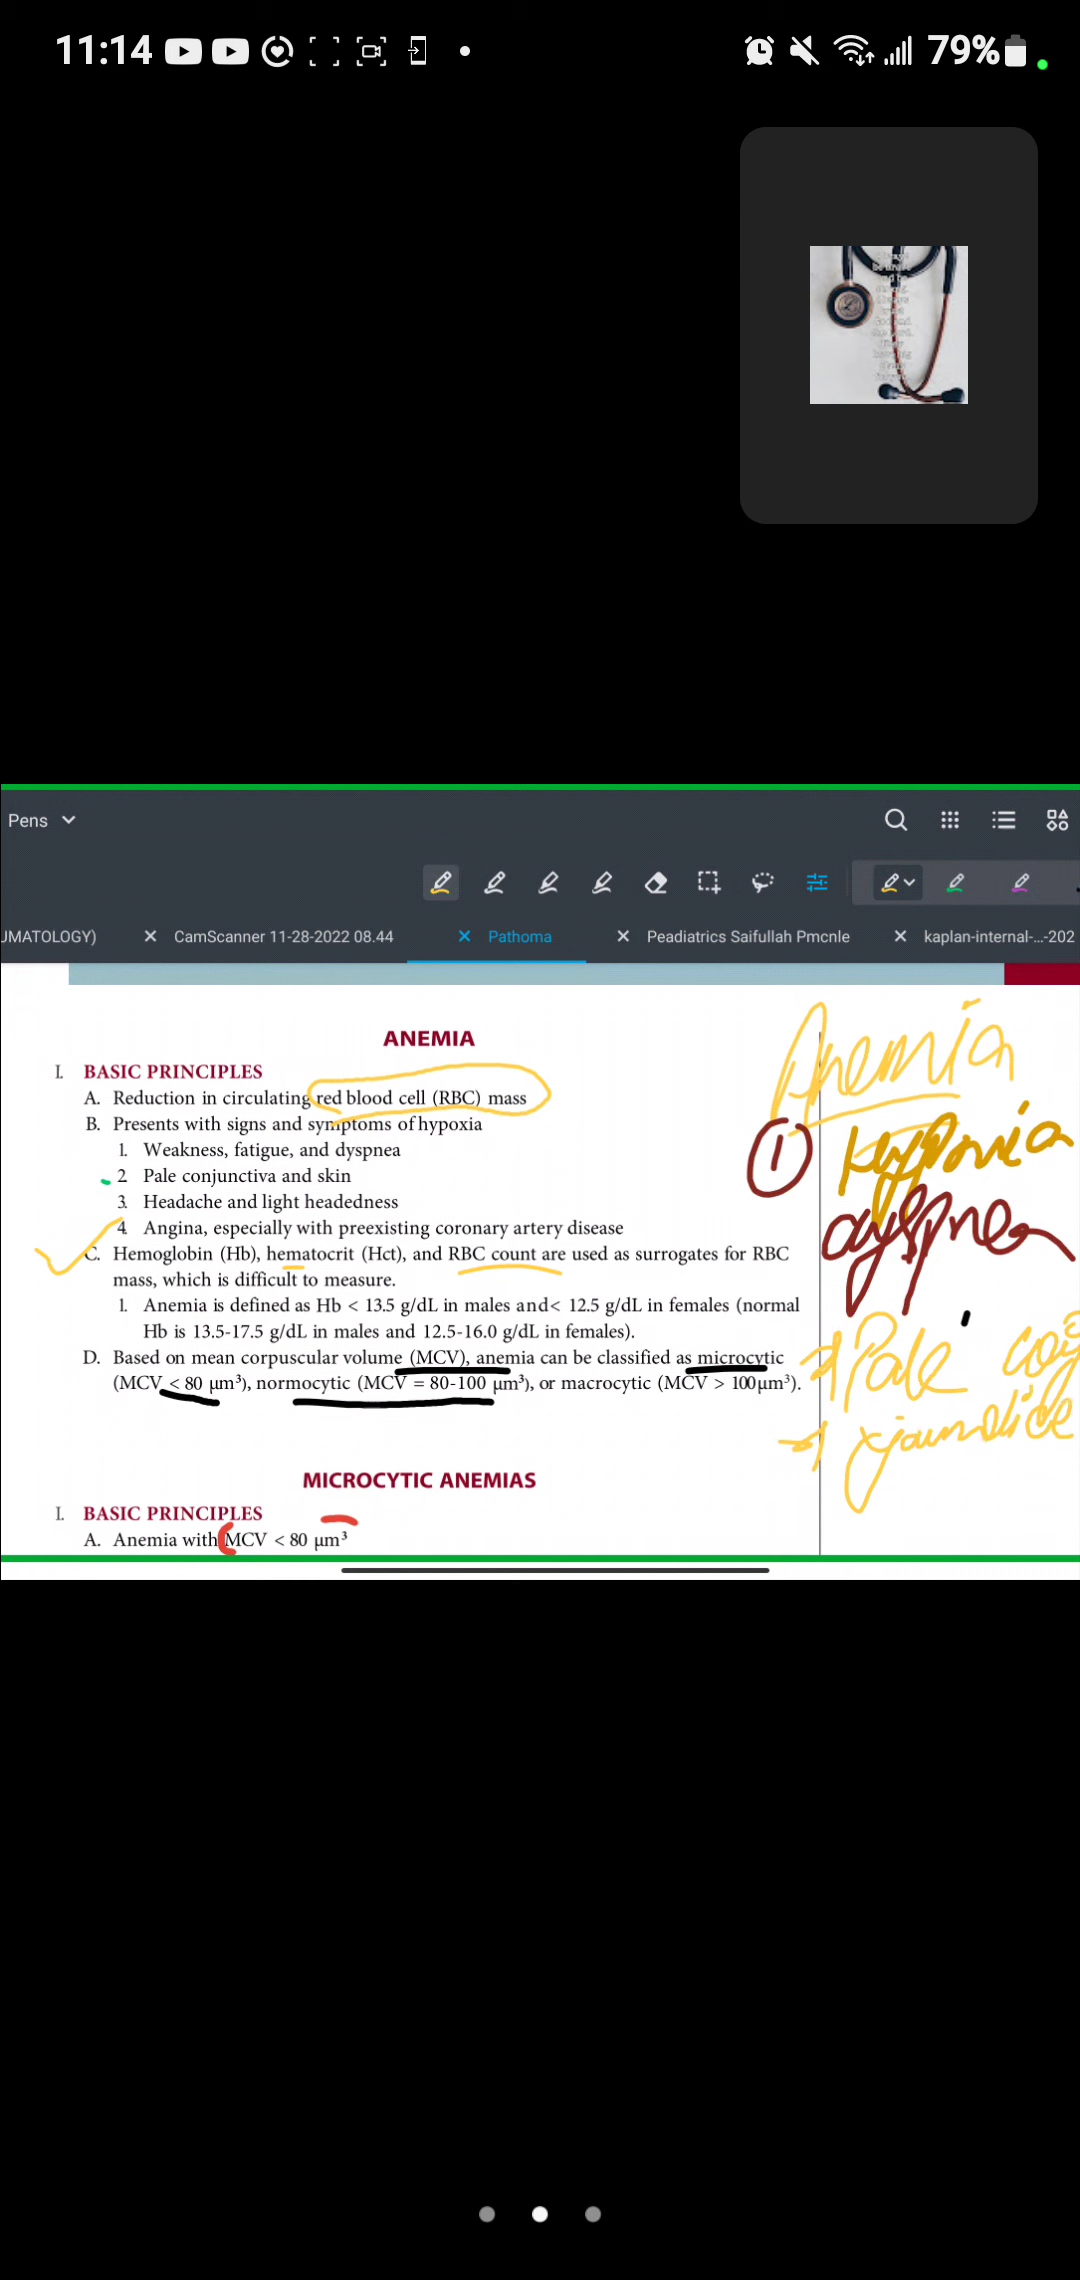 11:14
79%
Pens
JMATOLOGY)
CamScanner 11-28-2022 08.44
Pathoma
Peadiatrics Saifullah Pmcnle
kaplan-internal-...-202
ANEMIA
I. BASIC PRINCIPLES
A. Reduction in circulating red blood cell (RBC) mass
B. Presents with signs and symptoms of hypoxia
1. Weakness, fatigue, and dyspnea
2 Pale conjunctiva and skin
3. Headache and light headedness
4. Angina, especially with preexisting coronary artery disease
C. Hemoglobin (Hb), hematocrit (Hct), and RBC count are used as surrogates for RBC
mass, which is difficult to measure.
1. Anemia is defined as Hb < 13.5 g/dL in males and< 12.5 g/dL in females (normal
Hb is 13.5-17.5 g/dL in males and 12.5-16.0 g/dL in females).
D. Based on mean corpuscular volume (MCV), anemia can be classified as microcytic
(MCV < 80 μm³), normocytic (MCV = 80-100 μm³), or macrocytic (MCV > 100μm³).
MICROCYTIC ANEMIAS
I. BASIC PRINCIPLES
A. Anemia with MCV < 80 μm³
Anemia
1 hypoxia
dyspnea
Pale
jaundice